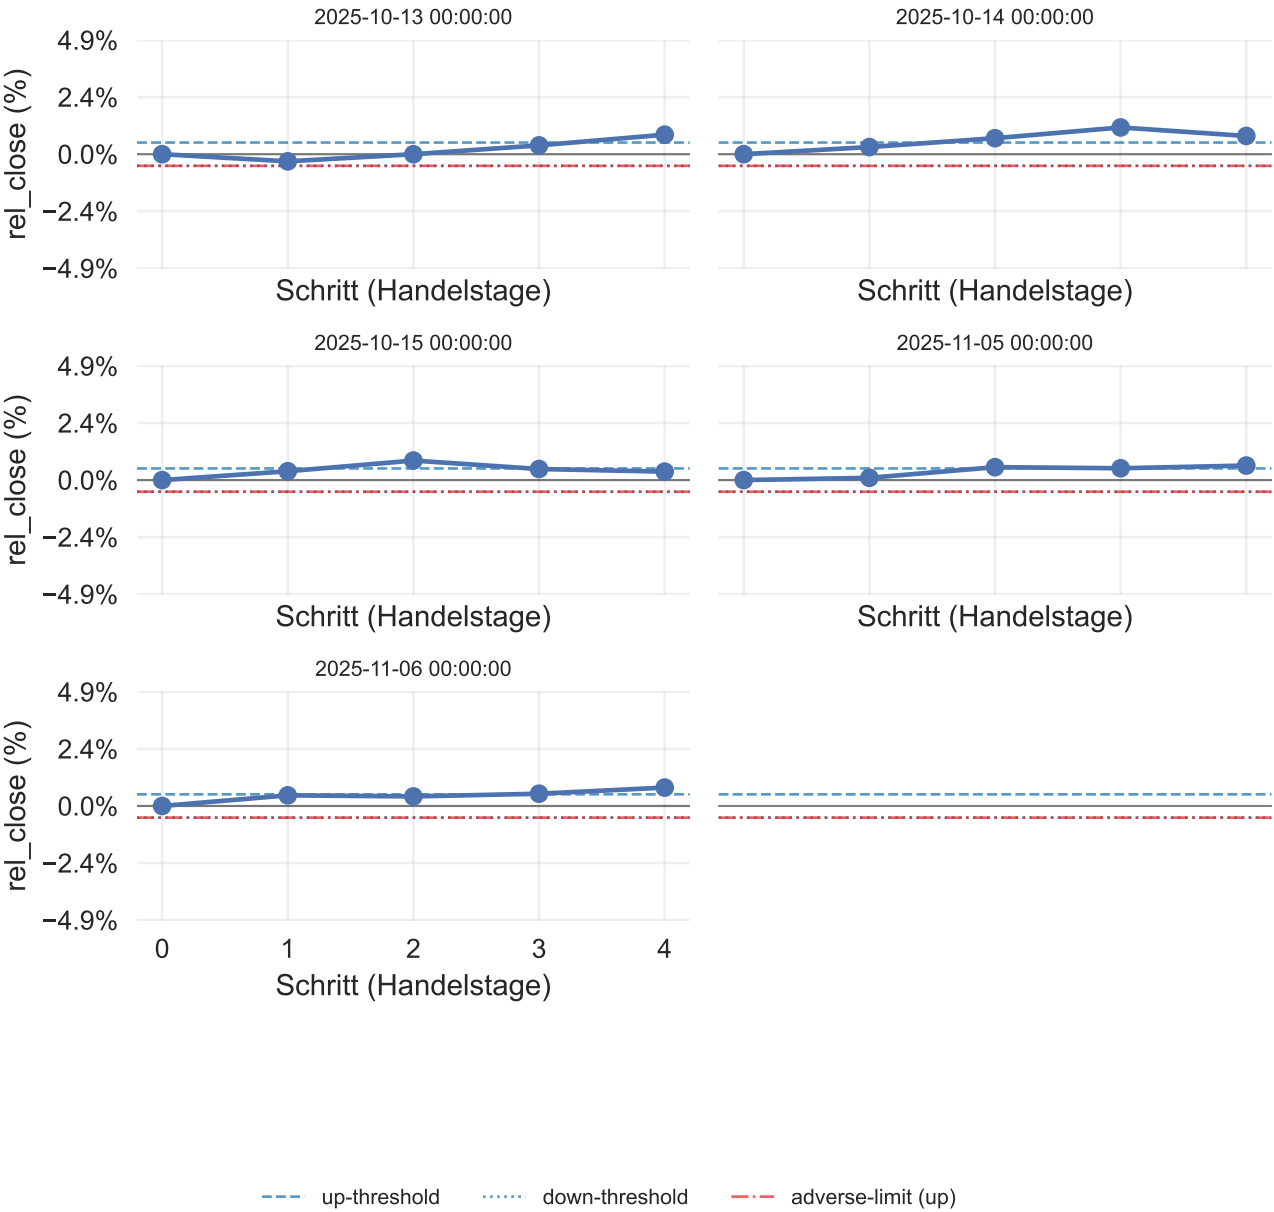 2025-10-13 00:00:00
2025-10-14 00:00:00
4.9%
2.4%
0.0%
−2.4%
−4.9%
rel_close (%)
Schritt (Handelstage)
Schritt (Handelstage)
2025-10-15 00:00:00
2025-11-05 00:00:00
4.9%
2.4%
0.0%
−2.4%
−4.9%
rel_close (%)
Schritt (Handelstage)
Schritt (Handelstage)
2025-11-06 00:00:00
4.9%
2.4%
0.0%
−2.4%
−4.9%
rel_close (%)
0 1 2 3 4
Schritt (Handelstage)
up-threshold down-threshold adverse-limit (up)